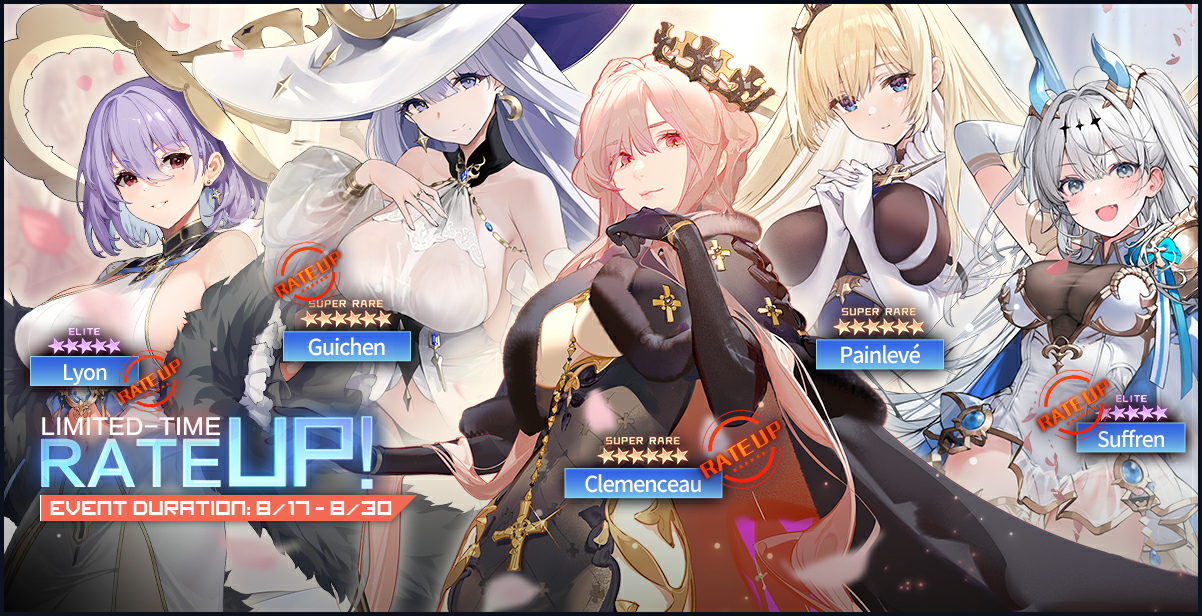 ELITE
Lyon
RATE UP
SUPER RARE
Guichen
RATE UP
SUPER RARE
Clemenceau
RATE UP
SUPER RARE
Painlevé
ELITE
Suffren
RATE UP
LIMITED-TIME
RATE UP!
EVENT DURATION: 8/17 - 8/30